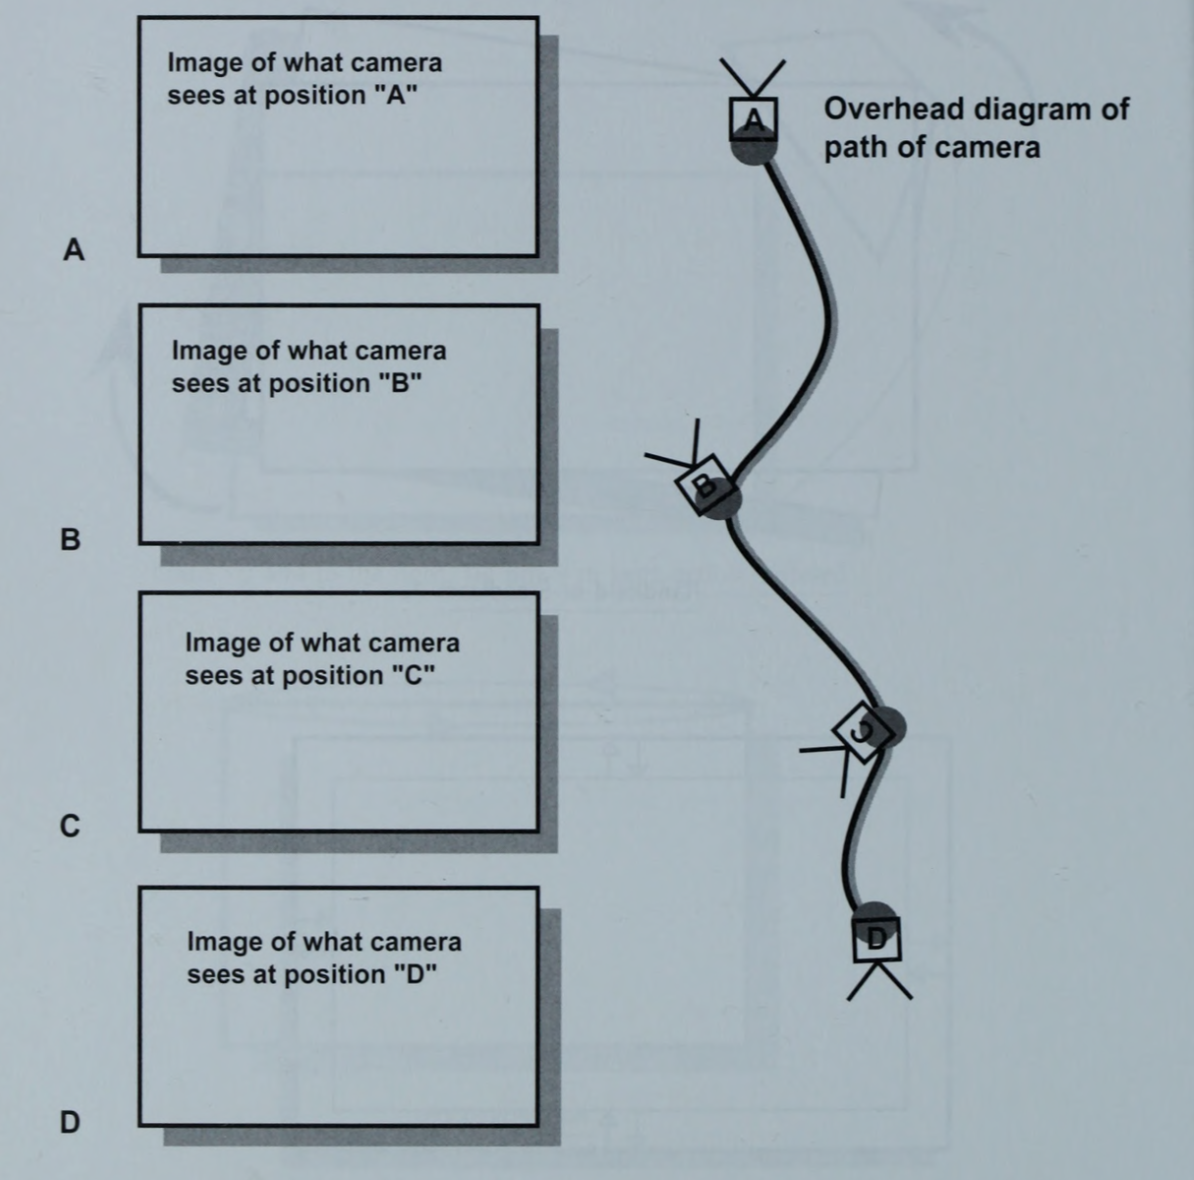 Image of what camera
sees at position "A"
A
Overhead diagram of
path of camera
A
Image of what camera
sees at position "B"
B
B
Image of what camera
sees at position "C"
C
C
Image of what camera
sees at position "D"
D
D